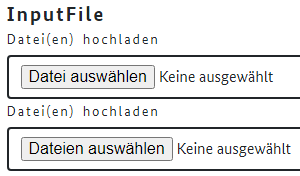 InputFile
Datei(en) hochladen
Datei auswählen Keine ausgewählt
Datei(en) hochladen
Dateien auswählen Keine ausgewählt